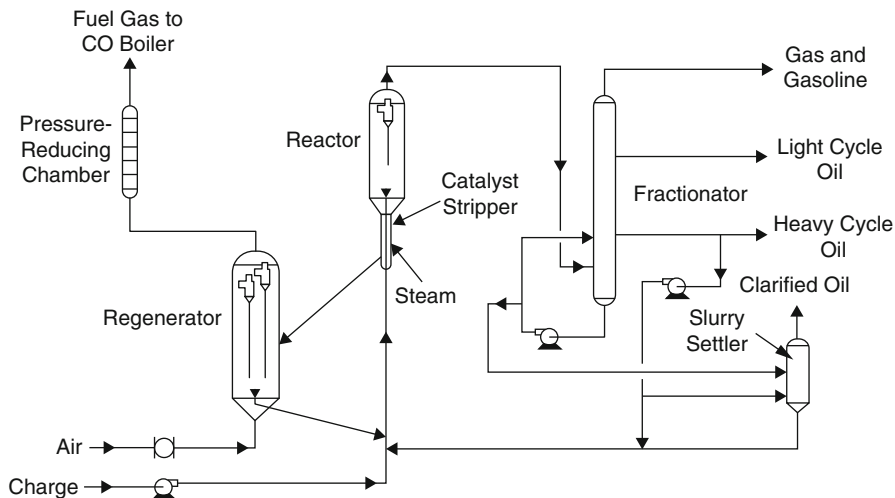 Fuel Gas to
CO Boiler
Pressure-
Reducing
Chamber
Reactor
Catalyst
Stripper
Steam
Regenerator
Air
Charge
Gas and
Gasoline
Light Cycle
Oil
Fractionator
Heavy Cycle
Oil
Clarified Oil
Slurry
Settler